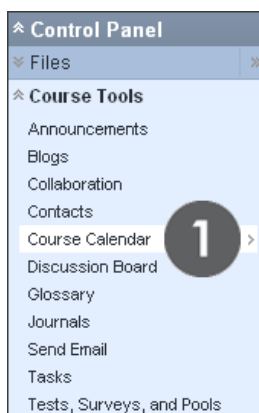 Control Panel
Files
Course Tools
Announcements
Blogs
Collaboration
Contacts
Course Calendar 1
Discussion Board
Glossary
Journals
Send Email
Tasks
Tests, Surveys, and Pools